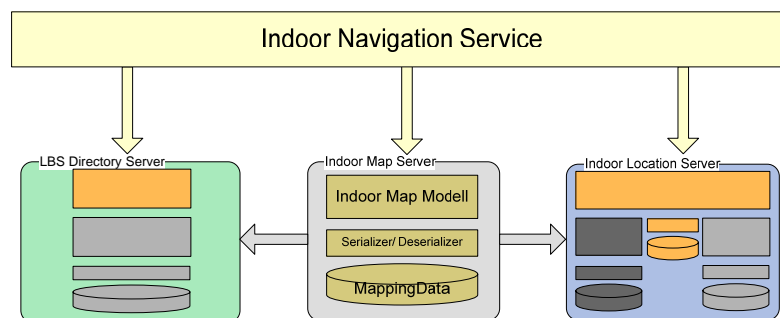 Indoor Navigation Service
LBS Directory Server
Indoor Map Server
Indoor Location Server
Indoor Map Modell
Serializer/ Deserializer
MappingData